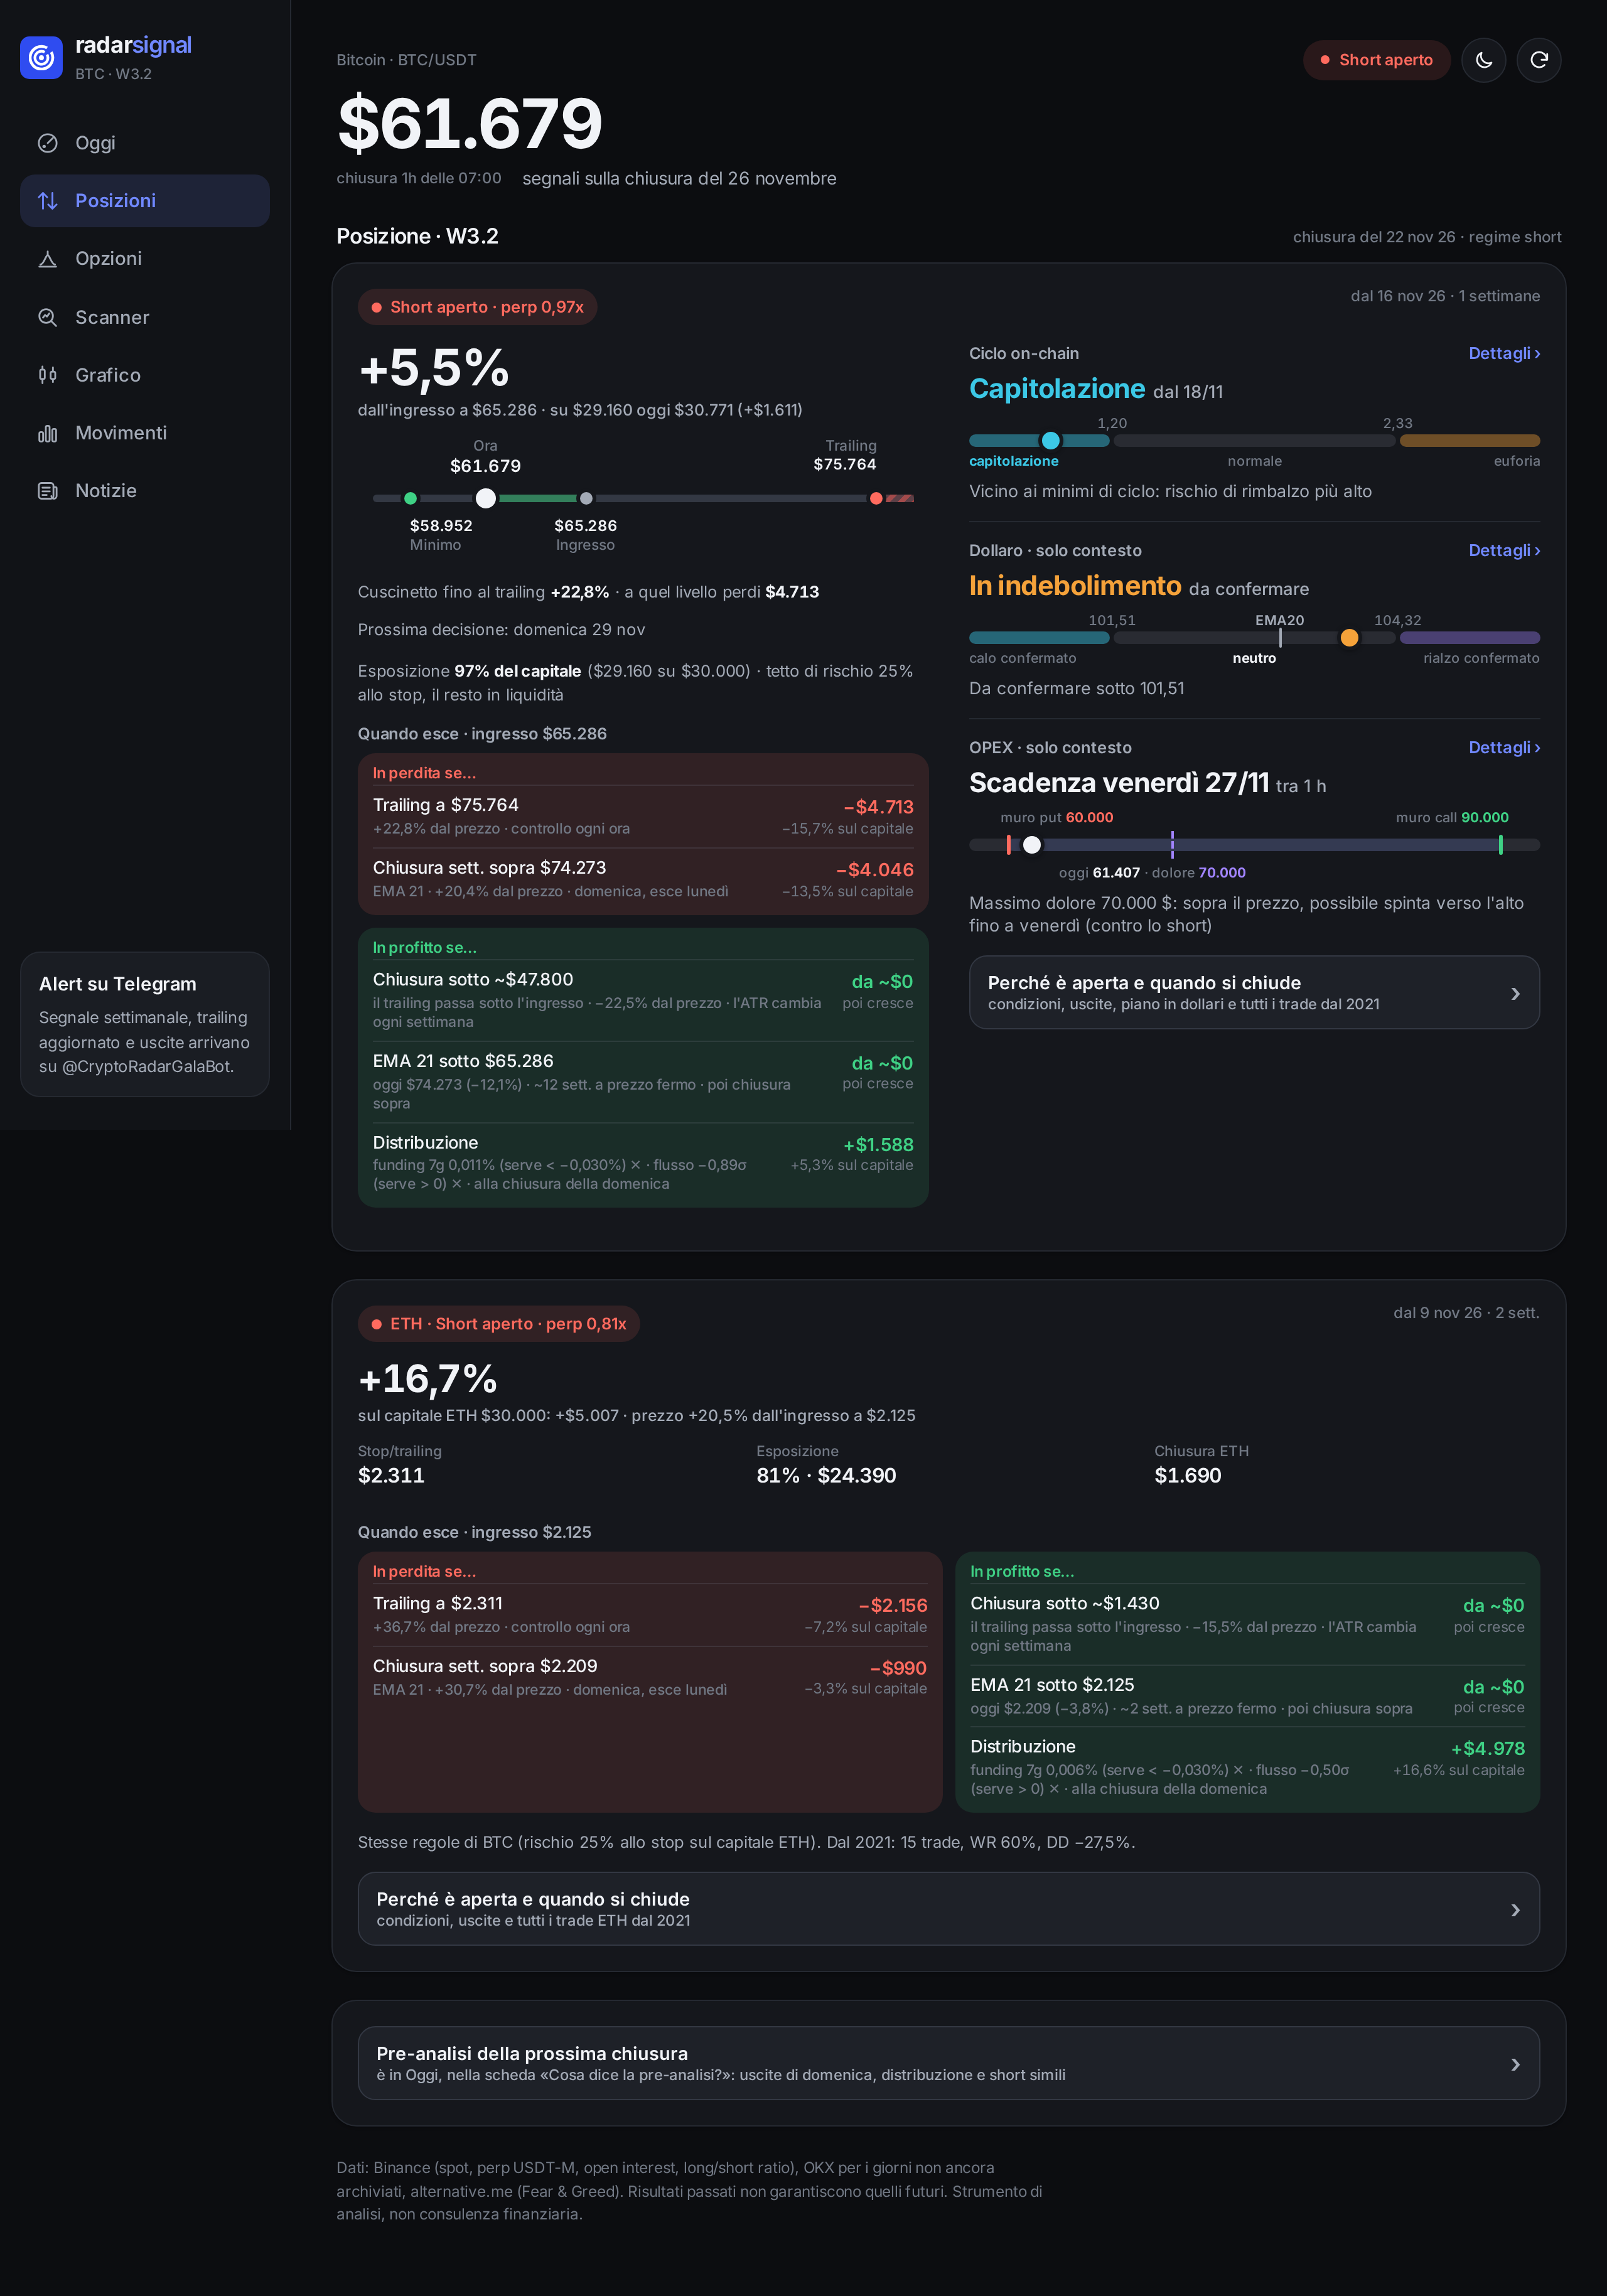 radarsignal
BTC · W3.2
Oggi
Posizioni
Opzioni
Scanner
Grafico
Movimenti
Notizie
Alert su Telegram
Segnale settimanale, trailing
aggiornato e uscite arrivano
su @CryptoRadarGalaBot.
Bitcoin · BTC/USDT
Short aperto
$61.679
chiusura 1h delle 07:00 segnali sulla chiusura del 26 novembre
Posizione · W3.2
chiusura del 22 nov 26 · regime short
Short aperto · perp 0,97x
dal 16 nov 26 · 1 settimane
+5,5%
dall'ingresso a $65.286 · su $29.160 oggi $30.771 (+$1.611)
Ora
$61.679
Trailing
$75.764
$58.952
Minimo
$65.286
Ingresso
Cuscinetto fino al trailing +22,8% · a quel livello perdi $4.713
Prossima decisione: domenica 29 nov
Esposizione 97% del capitale ($29.160 su $30.000) · tetto di rischio 25%
allo stop, il resto in liquidità
Quando esce · ingresso $65.286
In perdita se…
Trailing a $75.764
−$4.713
+22,8% dal prezzo · controllo ogni ora
−15,7% sul capitale
Chiusura sett. sopra $74.273
−$4.046
EMA 21 · +20,4% dal prezzo · domenica, esce lunedì
−13,5% sul capitale
In profitto se…
Chiusura sotto ~$47.800
da ~$0
il trailing passa sotto l'ingresso · −22,5% dal prezzo · l'ATR cambia
ogni settimana
poi cresce
EMA 21 sotto $65.286
da ~$0
oggi $74.273 (−12,1%) · ~12 sett. a prezzo fermo · poi chiusura
sopra
poi cresce
Distribuzione
+$1.588
funding 7g 0,011% (serve < −0,030%) ✕ · flusso −0,89σ
(serve > 0) ✕ · alla chiusura della domenica
+5,3% sul capitale
Ciclo on-chain
Dettagli ›
Capitolazione dal 18/11
1,20
2,33
capitolazione
normale
euforia
Vicino ai minimi di ciclo: rischio di rimbalzo più alto
Dollaro · solo contesto
Dettagli ›
In indebolimento da confermare
101,51
EMA20
104,32
calo confermato
neutro
rialzo confermato
Da confermare sotto 101,51
OPEX · solo contesto
Dettagli ›
Scadenza venerdì 27/11 tra 1 h
muro put 60.000
muro call 90.000
oggi 61.407 · dolore 70.000
Massimo dolore 70.000 $: sopra il prezzo, possibile spinta verso l'alto
fino a venerdì (contro lo short)
Perché è aperta e quando si chiude
condizioni, uscite, piano in dollari e tutti i trade dal 2021
›
ETH · Short aperto · perp 0,81x
dal 9 nov 26 · 2 sett.
+16,7%
sul capitale ETH $30.000: +$5.007 · prezzo +20,5% dall'ingresso a $2.125
Stop/trailing
$2.311
Esposizione
81% · $24.390
Chiusura ETH
$1.690
Quando esce · ingresso $2.125
In perdita se…
Trailing a $2.311
−$2.156
+36,7% dal prezzo · controllo ogni ora
−7,2% sul capitale
Chiusura sett. sopra $2.209
−$990
EMA 21 · +30,7% dal prezzo · domenica, esce lunedì
−3,3% sul capitale
In profitto se…
Chiusura sotto ~$1.430
da ~$0
il trailing passa sotto l'ingresso · −15,5% dal prezzo · l'ATR cambia
ogni settimana
poi cresce
EMA 21 sotto $2.125
da ~$0
oggi $2.209 (−3,8%) · ~2 sett. a prezzo fermo · poi chiusura sopra
poi cresce
Distribuzione
+$4.978
funding 7g 0,006% (serve < −0,030%) ✕ · flusso −0,50σ
(serve > 0) ✕ · alla chiusura della domenica
+16,6% sul capitale
Stesse regole di BTC (rischio 25% allo stop sul capitale ETH). Dal 2021: 15 trade, WR 60%, DD −27,5%.
Perché è aperta e quando si chiude
condizioni, uscite e tutti i trade ETH dal 2021
›
Pre-analisi della prossima chiusura
è in Oggi, nella scheda «Cosa dice la pre-analisi?»: uscite di domenica, distribuzione e short simili
›
Dati: Binance (spot, perp USDT-M, open interest, long/short ratio), OKX per i giorni non ancora
archiviati, alternative.me (Fear & Greed). Risultati passati non garantiscono quelli futuri. Strumento di
analisi, non consulenza finanziaria.